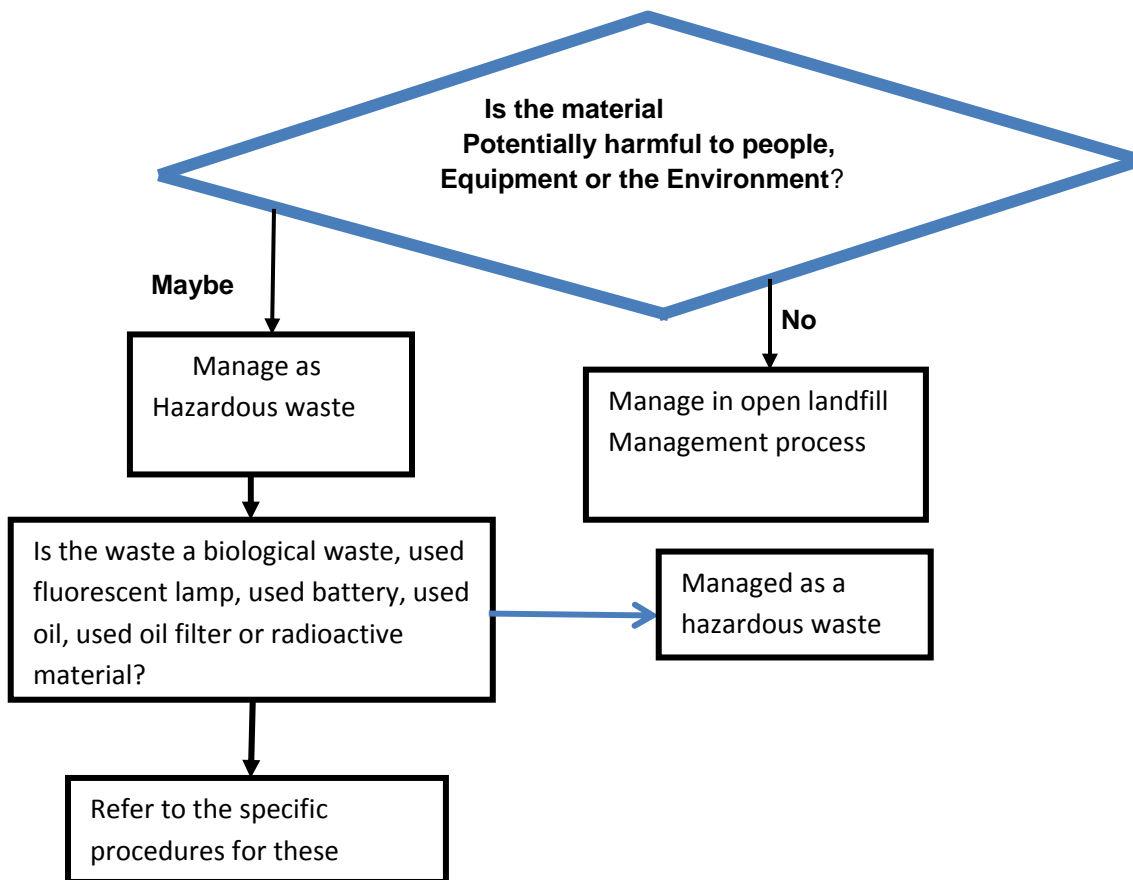 Is the material
Potentially harmful to people,
Equipment or the Environment?
Maybe
No
Manage as
Hazardous waste
Manage in open landfill
Management process
Is the waste a biological waste, used
fluorescent lamp, used battery, used
oil, used oil filter or radioactive
material?
Managed as a
hazardous waste
Refer to the specific
procedures for these